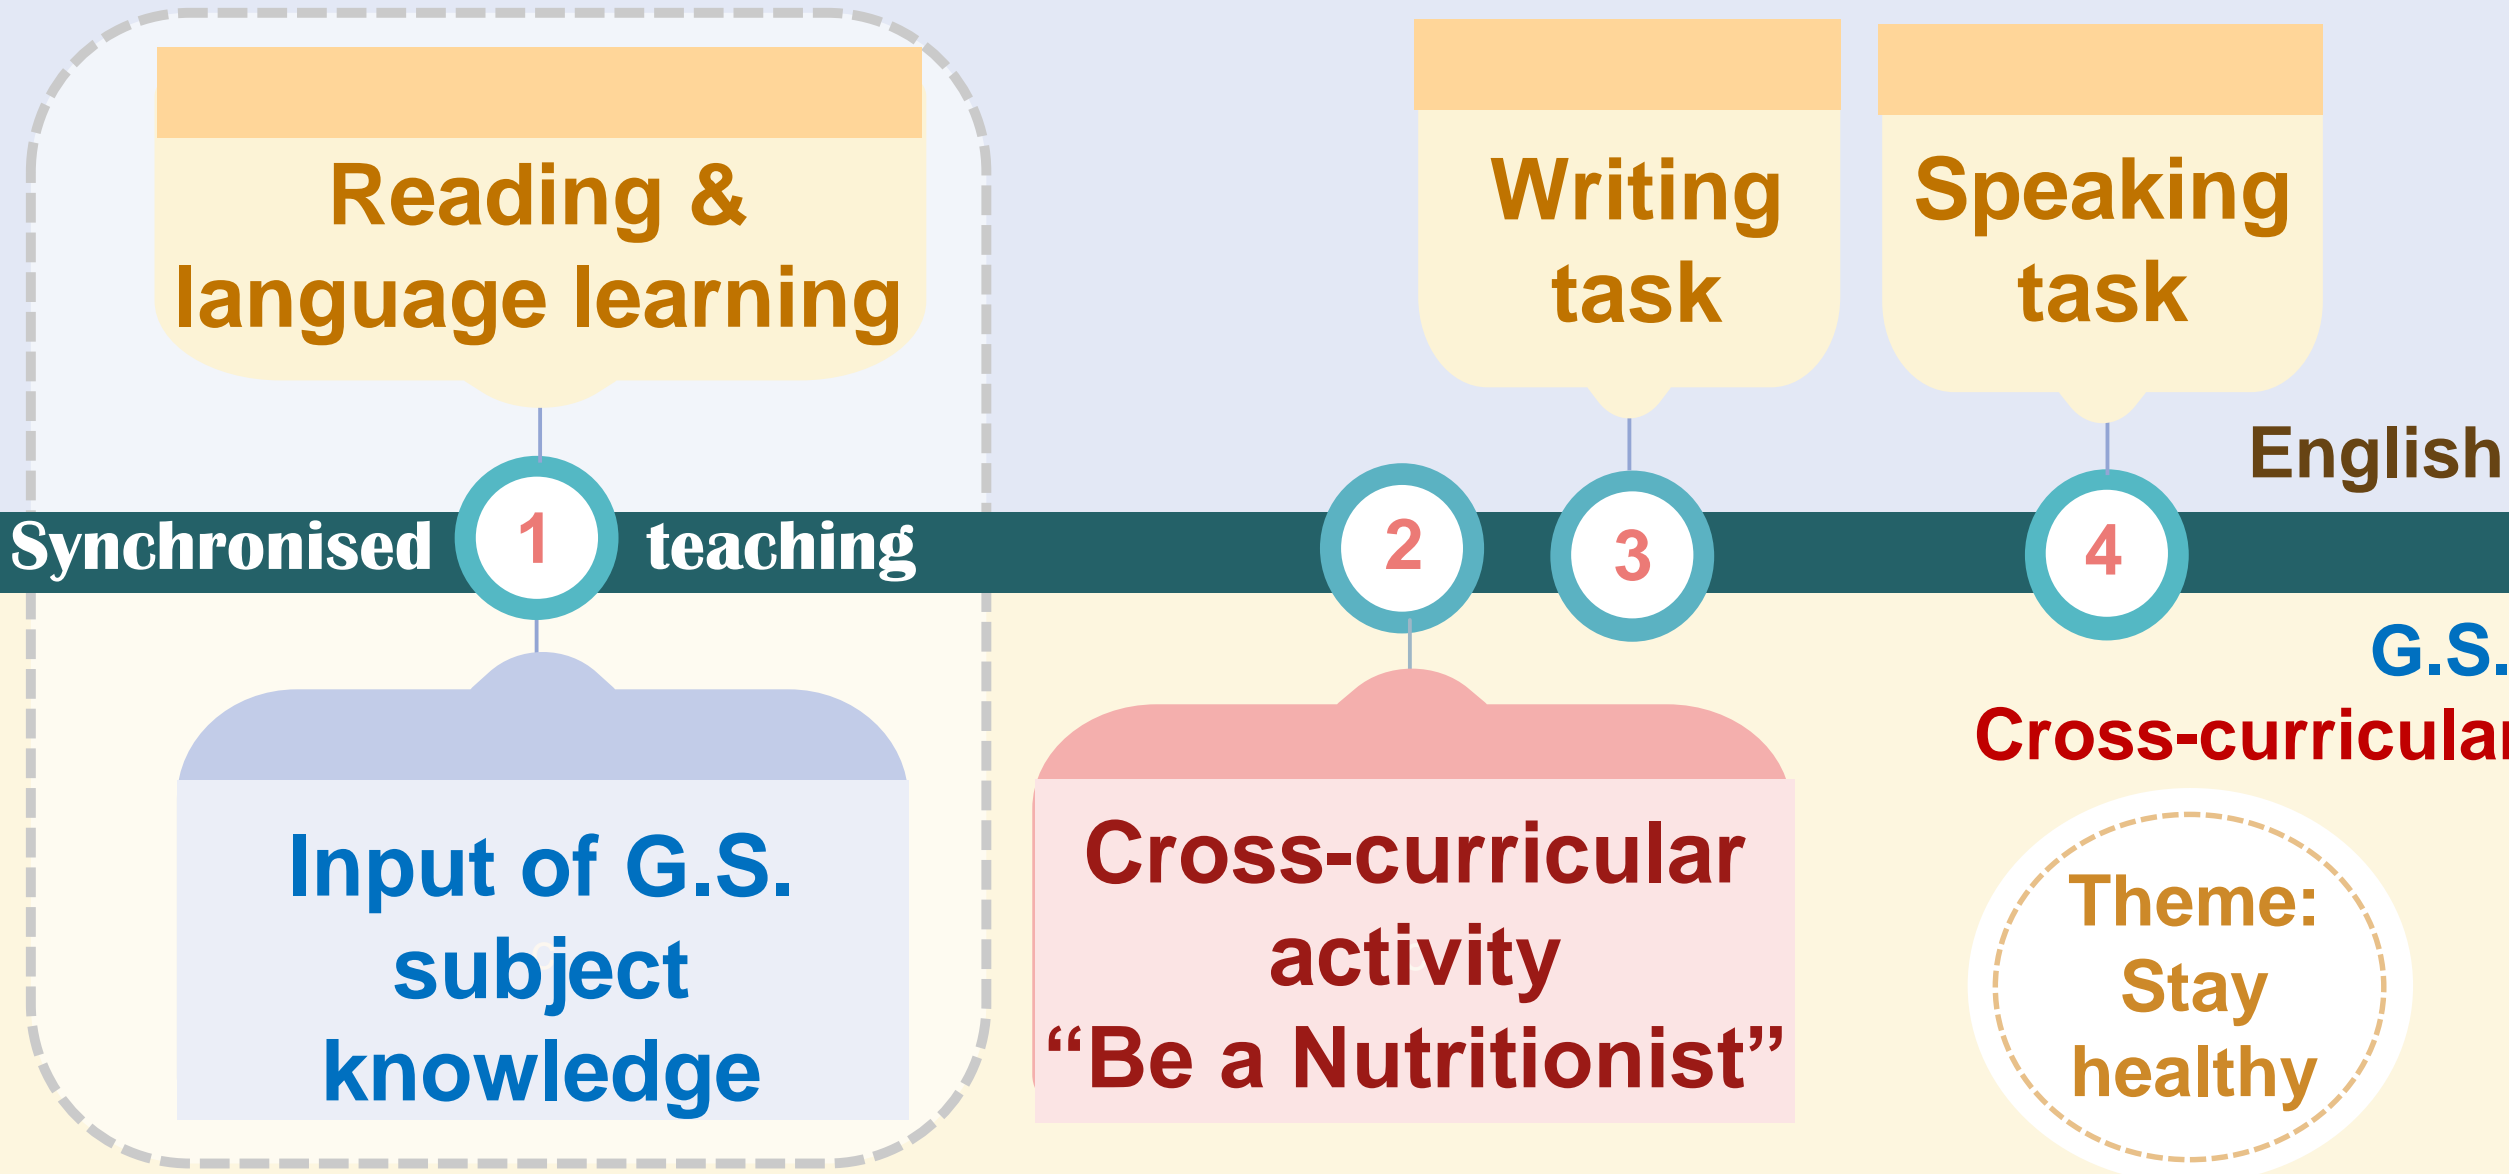 Reading &
language learning
Writing
task
Speaking
task
English
Synchronised 1 teaching
2
3
4
G.S.
Cross-curricular
Input of G.S.
subject
knowledge
Cross-curricular
activity
“Be a Nutritionist”
Theme:
Stay
healthy